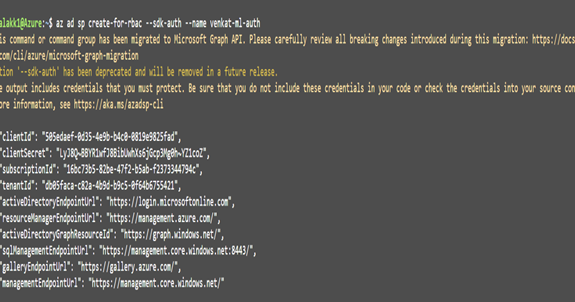 alakk1@Azure:~$ az ad sp create-for-rbac --sdk-auth --name venkat-ml-auth
is command or command group has been migrated to Microsoft Graph API. Please carefully review all breaking changes introduced during this migration: https://docs
com/cli/azure/microsoft-graph-migration
tion '--sdk-auth' has been deprecated and will be removed in a future release.
e output includes credentials that you must protect. Be sure that you do not include these credentials in your code or check the credentials into your source con
ore information, see https://aka.ms/azadsp-cli
"clientId": "505edaef-0d35-4e9b-b4c0-0819e9825fad",
"clientSecret":
"subscriptionId": "16bc73b5-82be-47f2-b5ab-f2373344794c",
"tenantId": "db05faca-c82a-4b9d-b9c5-0f64b6755421",
"activeDirectoryEndpointUrl": "https://login.microsoftonline.com",
"resourceManagerEndpointUrl": "https://management.azure.com/",
"activeDirectoryGraphResourceId": "https://graph.windows.net/",
"sqlManagementEndpointUrl": "https://management.core.windows.net:8443/",
"galleryEndpointUrl": "https://gallery.azure.com/",
"managementEndpointUrl": "https://management.core.windows.net/"